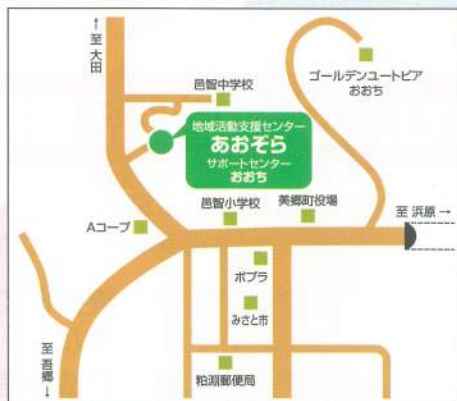 ←至 大田
邑智中学校
ゴールデンユートピア
おおち
地域活動支援センター
あおぞら
サポートセンター
おおち
邑智小学校
美郷町役場
至 浜原→
Aコープ
ポプラ
みさと市
至 吾郷→
粕淵郵便局